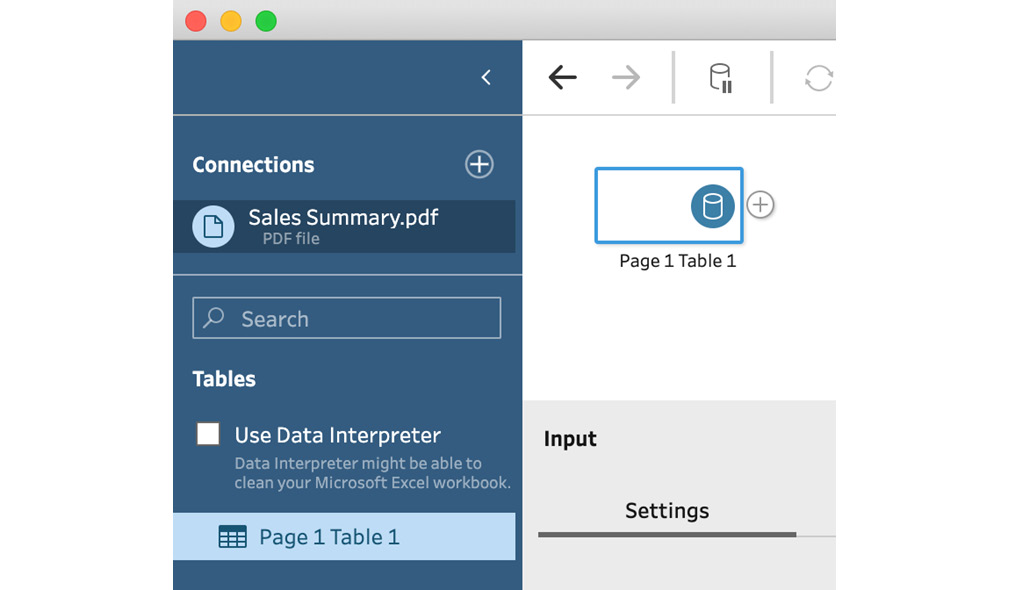 Connections
Sales Summary.pdf
PDF file
Search
Tables
Use Data Interpreter
Data Interpreter might be able to
clean your Microsoft Excel workbook.
Page 1 Table 1
Page 1 Table 1
Input
Settings